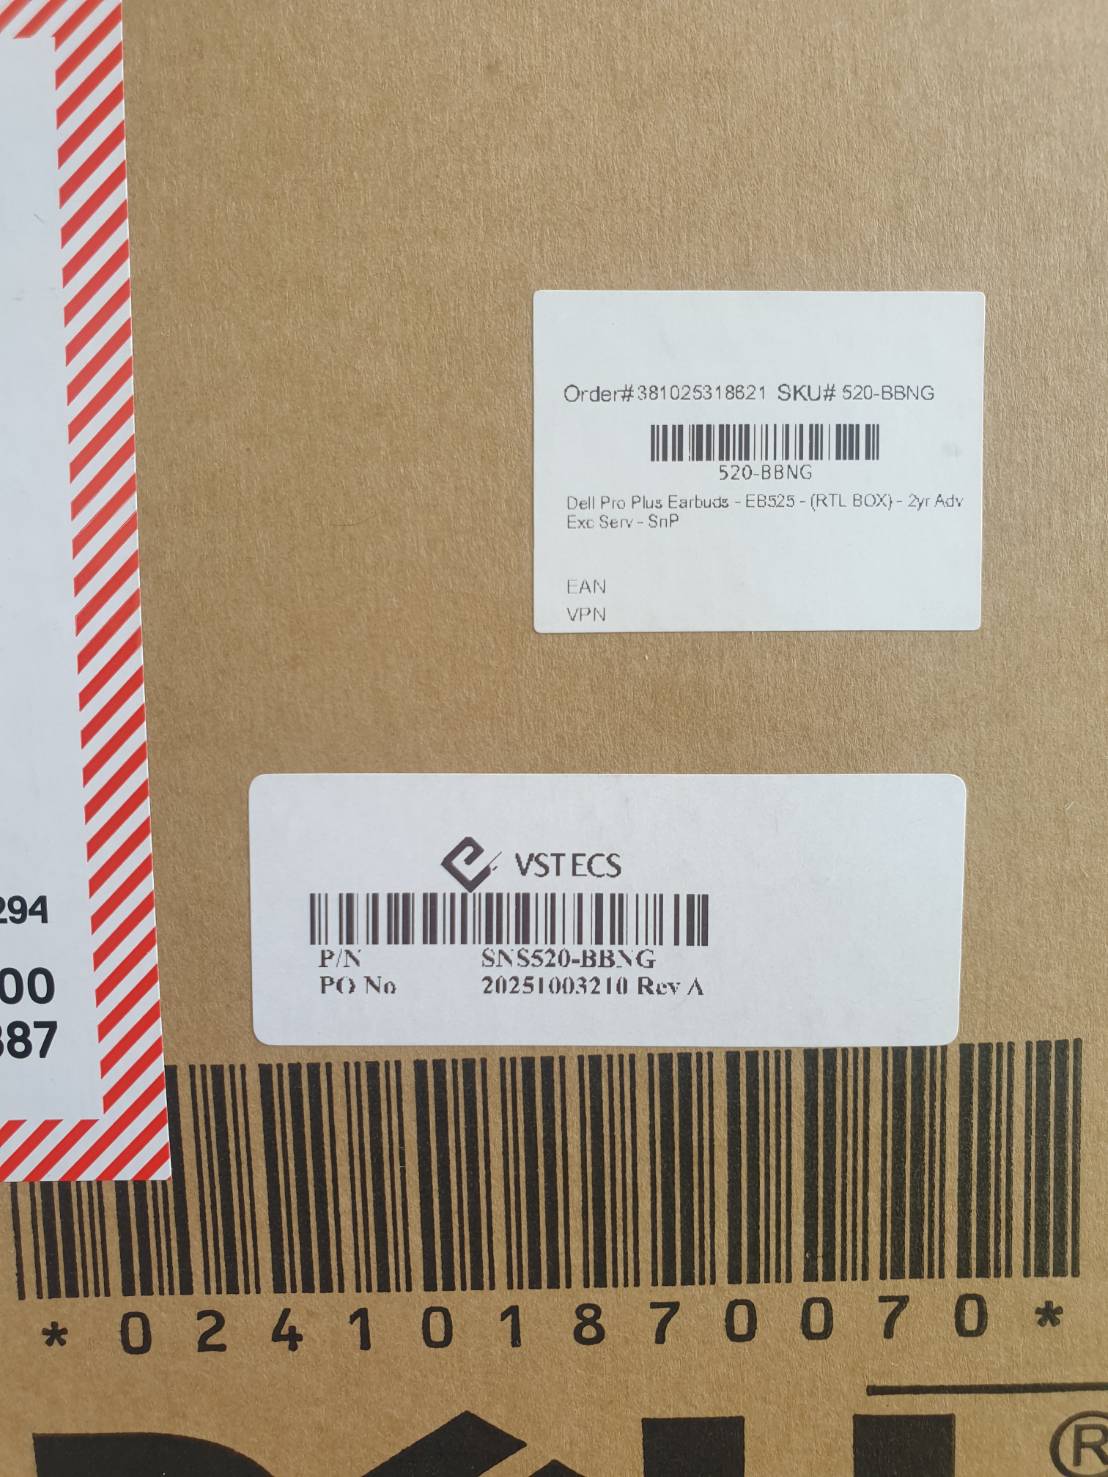 Order# 381025318621 SKU# 520-BBNG
520-BBNG
Dell Pro Plus Earbuds - EB525 - (RTL BOX) - 2yr Adv
Exc Serv - SnP
EAN
VPN
VSTECS
P/N SNS520-BBNG
PO No 20251003210 Rev A
294
00
387
*024101870070*
®